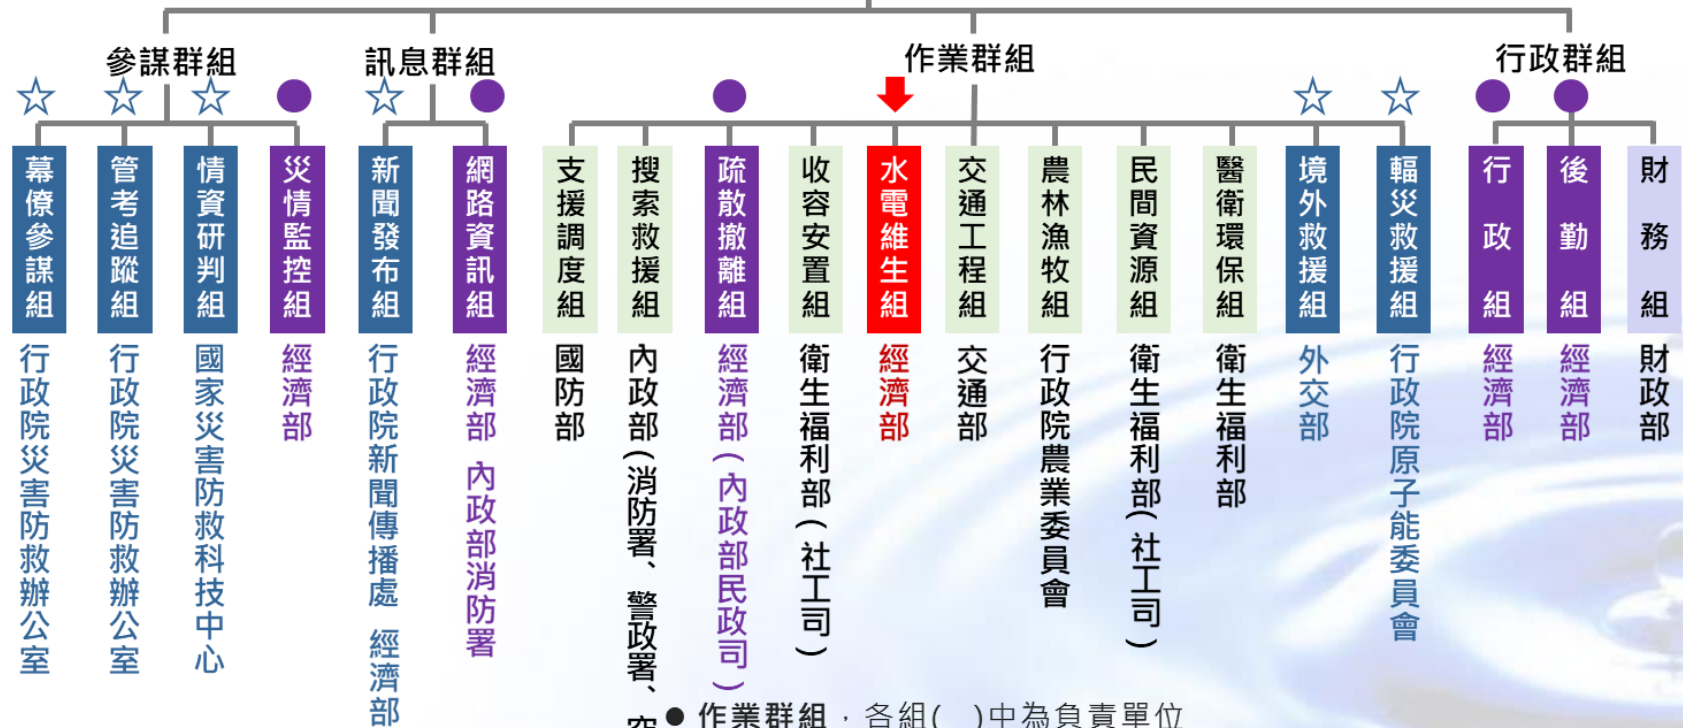 參謀群組
訊息群組
作業群組
行政群組
幕僚參謀組
管考追蹤組
情資研判組
災情監控組
新聞發布組
網路資訊組
支援調度組
搜索救援組
疏散撤離組
收容安置組
水電維生組
交通工程組
農林漁牧組
民間資源組
醫衛環保組
境外救援組
輻災救援組
行政組
後勤組
財務組
行政院災害防救辦公室
行政院災害防救辦公室
國家災害防救科技中心
經濟部
行政院新聞傳播處 經濟部
經濟部 內政部消防署
國防部
內政部(消防署、警政署、
經濟部(內政部民政司)
衛生福利部(社工司)
經濟部
交通部
行政院農業委員會
衛生福利部(社工司)
衛生福利部
外交部
行政院原子能委員會
經濟部
經濟部
財政部
● 作業群組，各組( )中為負責單位